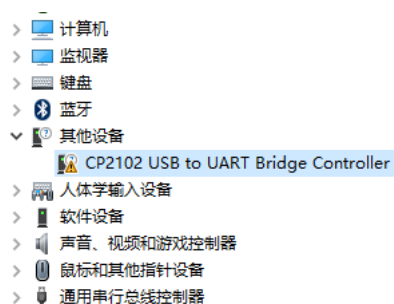 计算机
监视器
键盘
蓝牙
其他设备
CP2102 USB to UART Bridge Controller
人体学输入设备
软件设备
声音、视频和游戏控制器
鼠标和其他指针设备
通用串行总线控制器